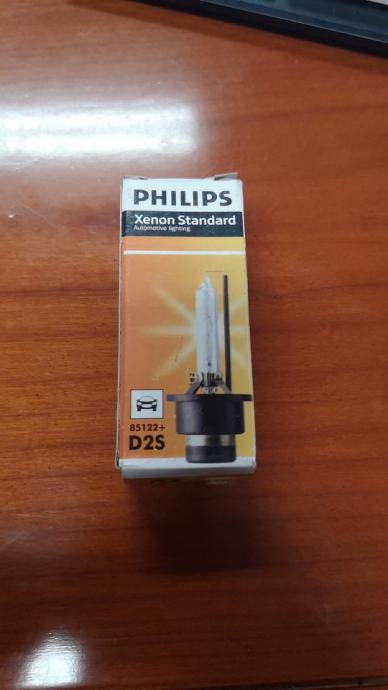 PHILIPS
Xenon Standard
Automotive lighting
85122+
D2S